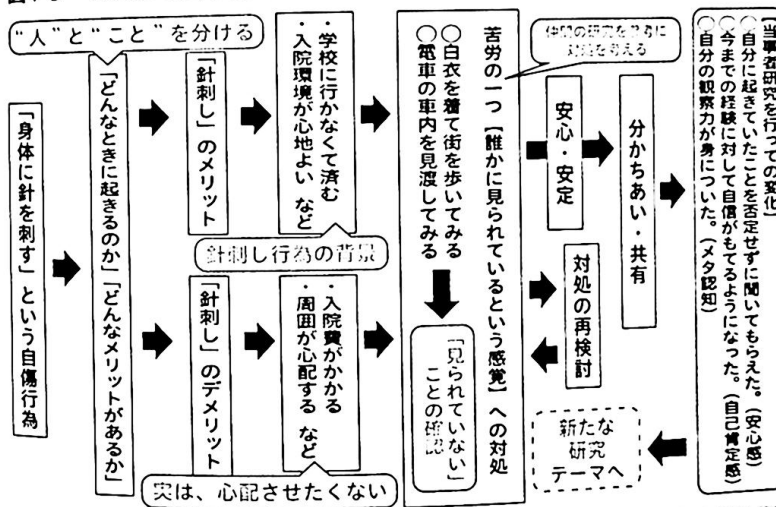 “人”と“こと”を分ける
「身体に針を刺す」という自傷行為
「どんなときに起きるのか」「どんなメリットがあるか」
「針刺し」のメリット
・学校に行かなくて済む
・入院環境が心地よい など
針刺し行為の背景
「針刺し」のデメリット
・入院費がかかる
・周囲が心配する など
実は、心配させたくない
苦労の一つ【誰かに見られているという感覚】への対処
○白衣を着て街を歩いてみる
○電車の車内を見渡してみる
「見られていない」
ことの確認
仲間の研究を参考に
対処を考える
安心・安定
分かちあい・共有
対処の再検討
【当事者研究を行っての変化】
○自分に起きていたことを否定せずに聞いてもらえた。(安心感)
○今までの経験に対して自信がもてるようになった。(自己肯定感)
○自分の観察力が身についた。(メタ認知)
新たな
研究
テーマへ